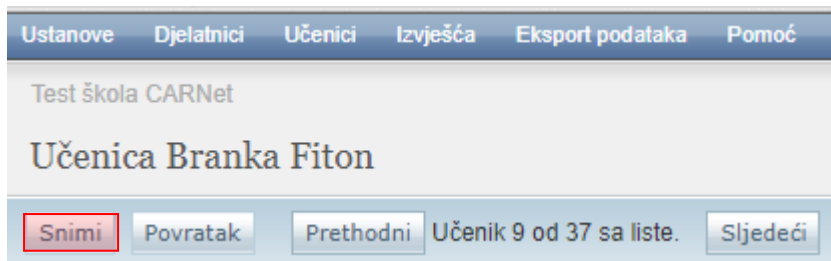 Ustanove Djelatnici Učenici Izvješća Eksport podataka Pomoć
Test škola CARNet
Učenica Branka Fiton
Snimi Povratak Prethodni Učenik 9 od 37 sa liste. Sljedeći